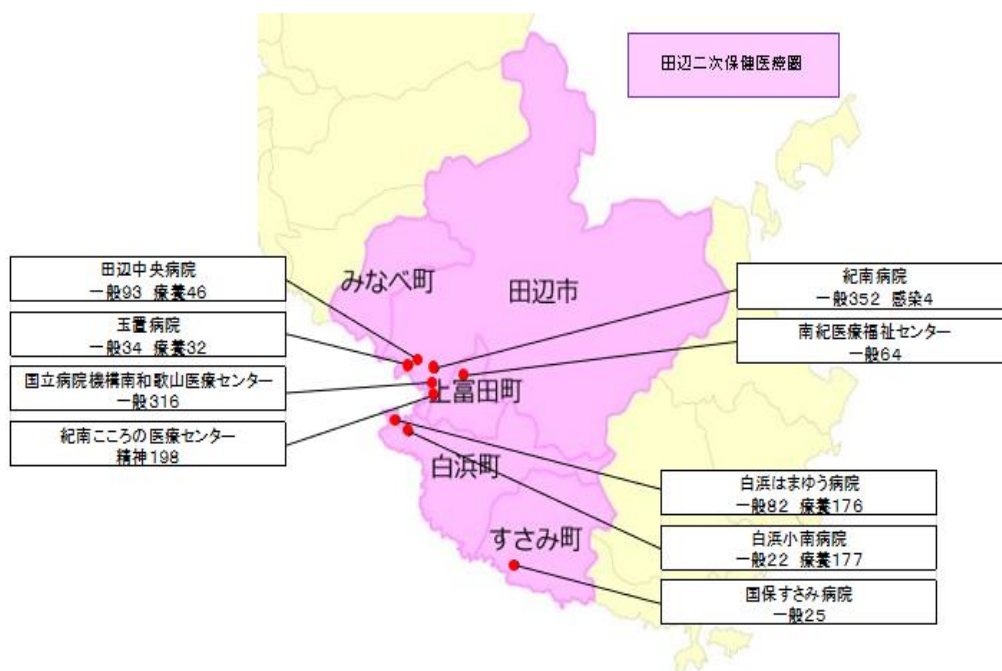 田辺二次保健医療圏
みなべ町
田辺市
上富田町
白浜町
すさみ町
田辺中央病院
一般93 療養46
玉置病院
一般34 療養32
国立病院機構南和歌山医療センター
一般316
紀南こころの医療センター
精神198
紀南病院
一般352 感染4
南紀医療福祉センター
一般64
白浜はまゆう病院
一般82 療養176
白浜小南病院
一般22 療養177
国保すさみ病院
一般25